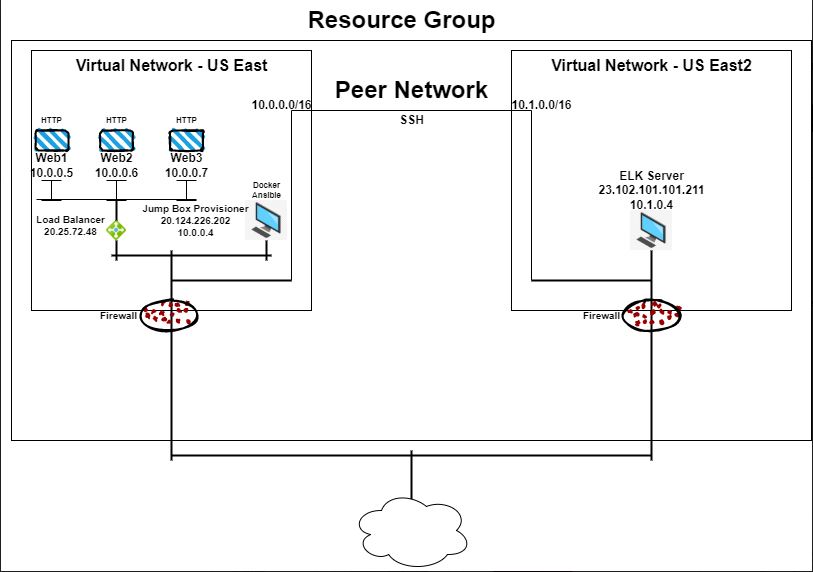 Resource Group
Virtual Network - US East
Virtual Network - US East2
Peer Network
10.0.0.0/16
10.1.0.0/16
SSH
HTTP
HTTP
HTTP
Web1
Web2
Web3
10.0.0.5
10.0.0.6
10.0.0.7
Docker
Ansible
ELK Server
23.102.101.101.211
10.1.0.4
Jump Box Provisioner
20.124.226.202
10.0.0.4
Load Balancer
20.25.72.48
Firewall
Firewall